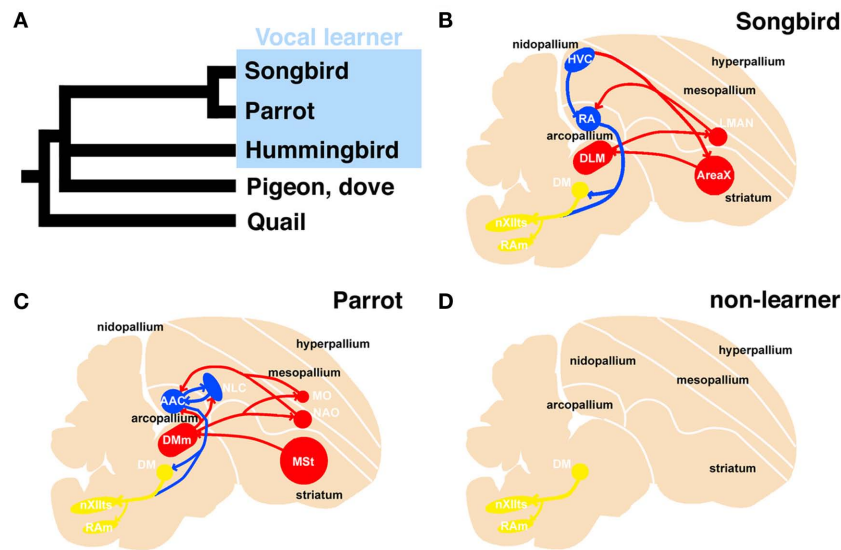 A
Vocal learner
Songbird
Parrot
Hummingbird
Pigeon, dove
Quail
B
Songbird
nidopallium
HVC
hyperpallium
mesopallium
RA
LMAN
arcopallium
DLM
AreaX
DM
striatum
nXIIts
RAm
C
Parrot
nidopallium
hyperpallium
mesopallium
NLC
AAC
MO
NAO
arcopallium
DMm
MSt
DM
striatum
nXIIts
RAm
D
non-learner
hyperpallium
nidopallium
mesopallium
arcopallium
DM
striatum
nXIIts
RAm